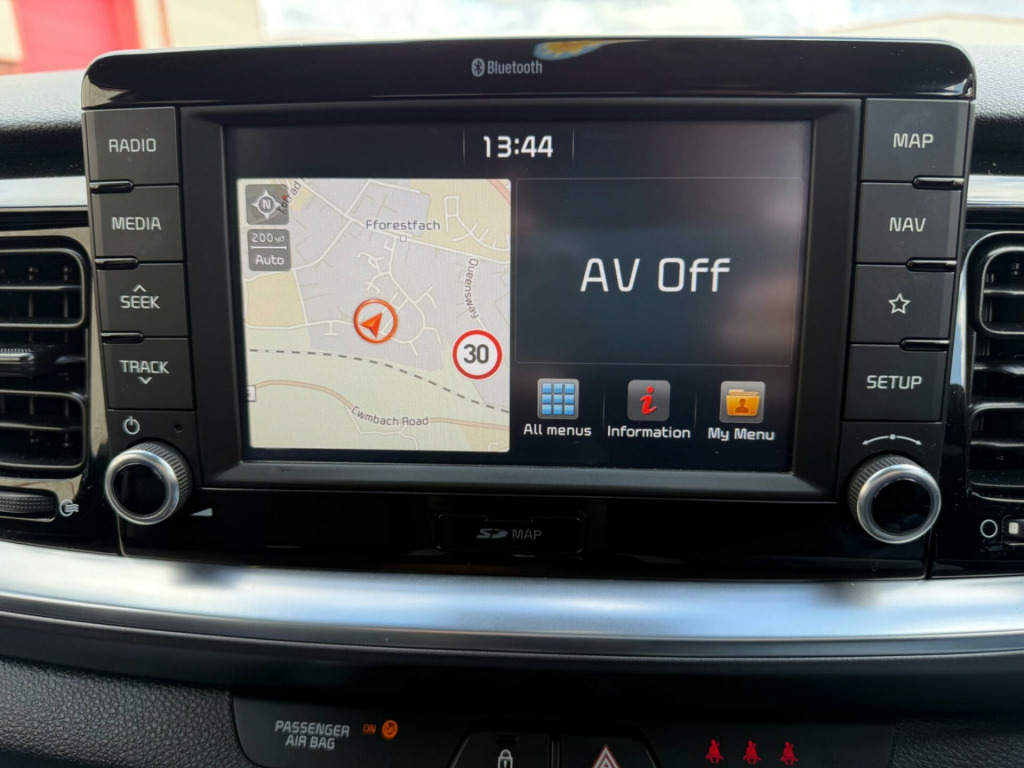 Bluetooth
RADIO
MEDIA
SEEK
TRACK
13:44
N
200yd
Auto
Fforestfach
Queensway
30
Cwmbach Road
AV Off
All menus
Information
My Menu
MAP
NAV
SETUP
SD MAP
PASSENGER
AIR BAG
ON